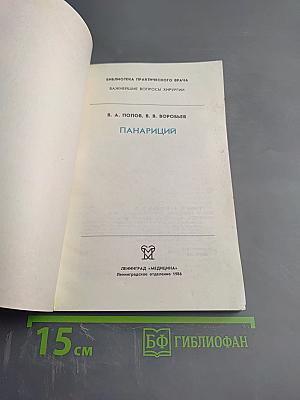 БИБЛИОТЕКА ПРАКТИЧЕСКОГО ВРАЧА
ВАЖНЕЙШИЕ ВОПРОСЫ ХИРУРГИИ
В. А. ПОПОВ, В. В. ВОРОБЬЕВ
ПАНАРИЦИЙ
ЛЕНИНГРАД «МЕДИЦИНА»
Ленинградское отделение 1986
15 см
БФ ГИБЛИОФАН